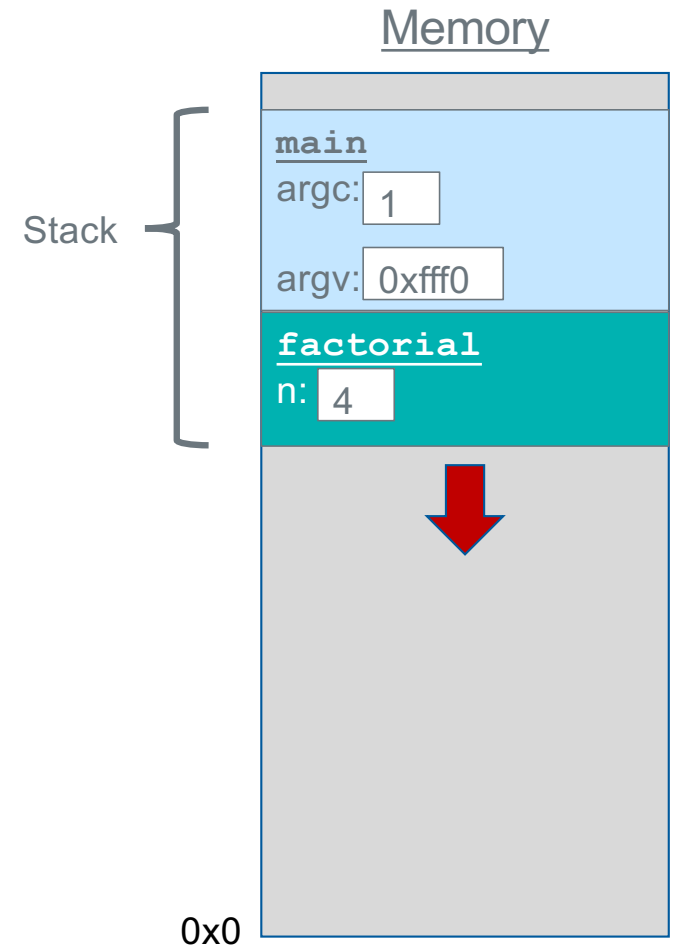 Memory
main
argc: 1
Stack
argv: 0xfff0
factorial
n: 4
0x0